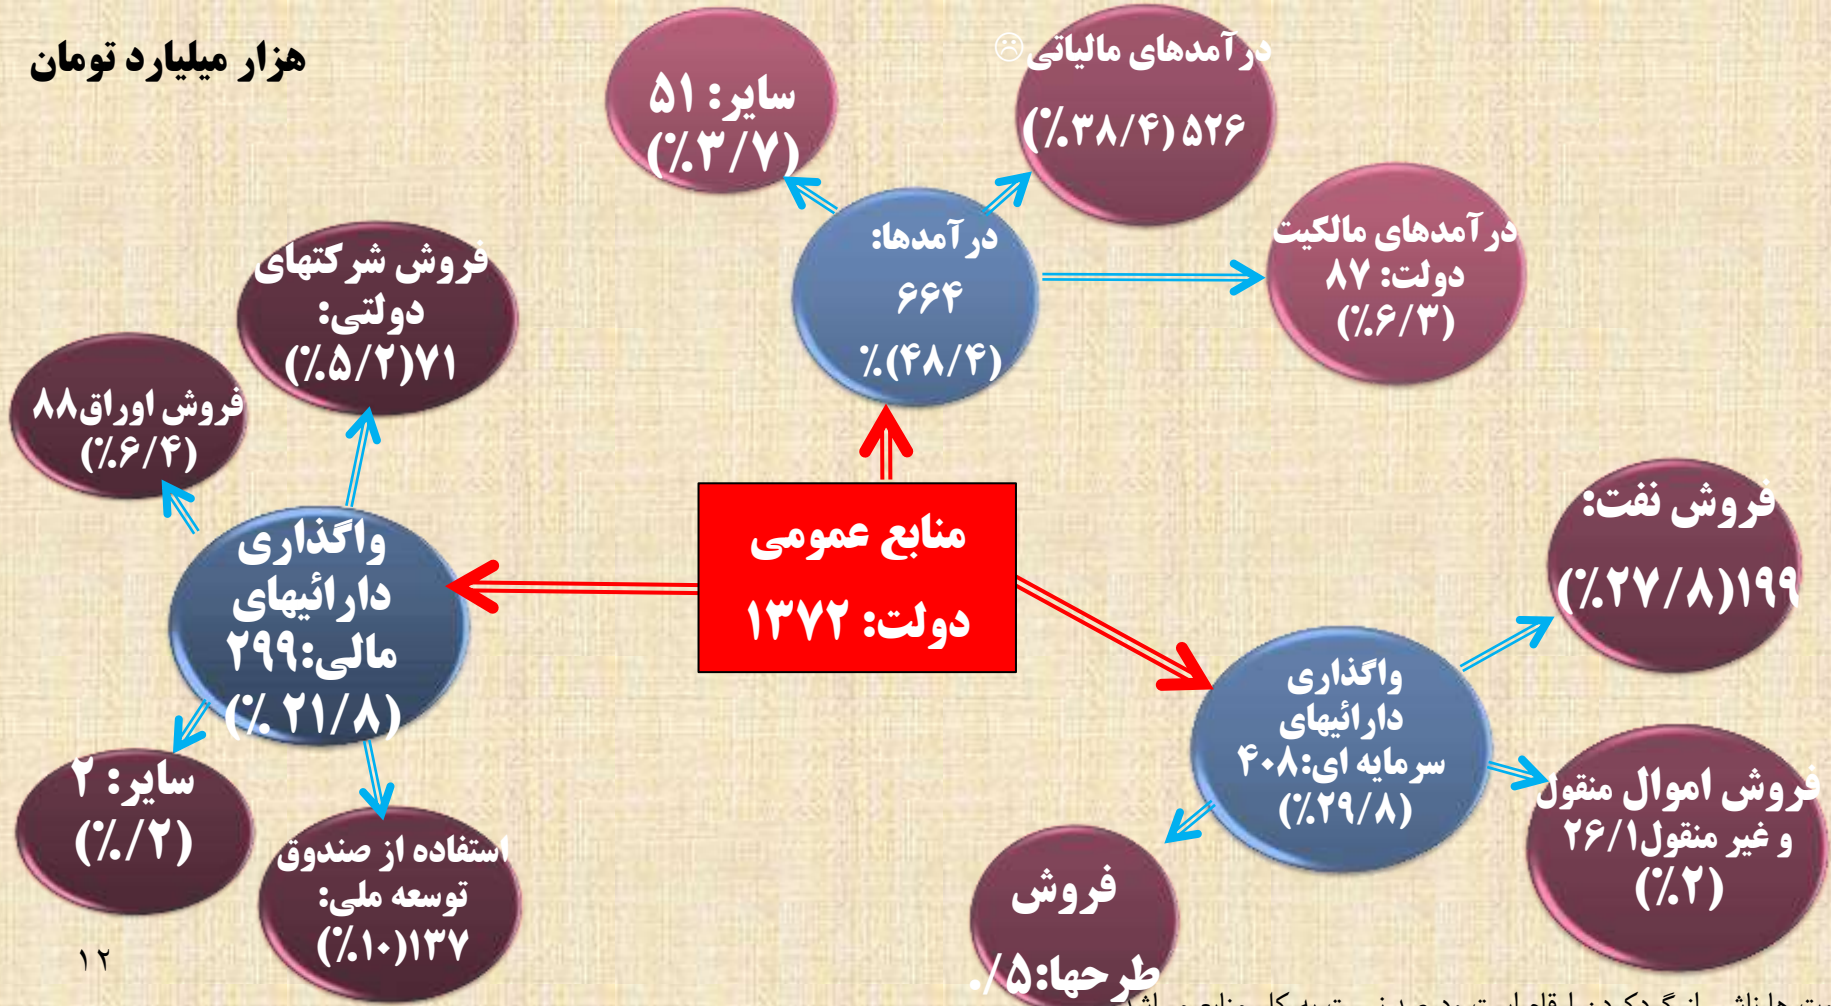 هزار میلیارد تومان
درآمدهای مالیاتی☹
۵۲۶ (۳۸/۴٪)
سایر: ۵۱
(۳/۷٪)
درآمدها:
۶۶۴
(۴۸/۴)٪
درآمدهای مالکیت
دولت: ۸۷
(۶/۳٪)
فروش شرکتهای
دولتی:
۷۱(۵/۲٪)
فروش اوراق۸۸
(۶/۴٪)
واگذاری
دارائیهای
مالی:۲۹۹
(۲۱/۸ ٪)
سایر: ۲
(۲/٪)
استفاده از صندوق
توسعه ملی:
۱۳۷(۱۰٪)
منابع عمومی
دولت: ۱۳۷۲
فروش نفت:
۱۹۹(۲۷/۸٪)
واگذاری
دارائیهای
سرمایه ای:۴۰۸
(۲۹/۸٪)
فروش اموال منقول
و غیر منقول۲۶/۱
(۲٪)
فروش
طرحها:۵/.
۱۲